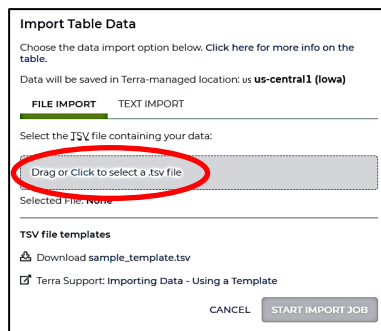 Import Table Data
Choose the data import option below. Click here for more info on the
table.
Data will be saved in Terra-managed location: us us-central1 (Iowa)
FILE IMPORT TEXT IMPORT
Select the TSV file containing your data:
Drag or Click to select a .tsv file
Selected File: None
TSV file templates
Download sample_template.tsv
Terra Support: Importing Data - Using a Template
CANCEL START IMPORT JOB